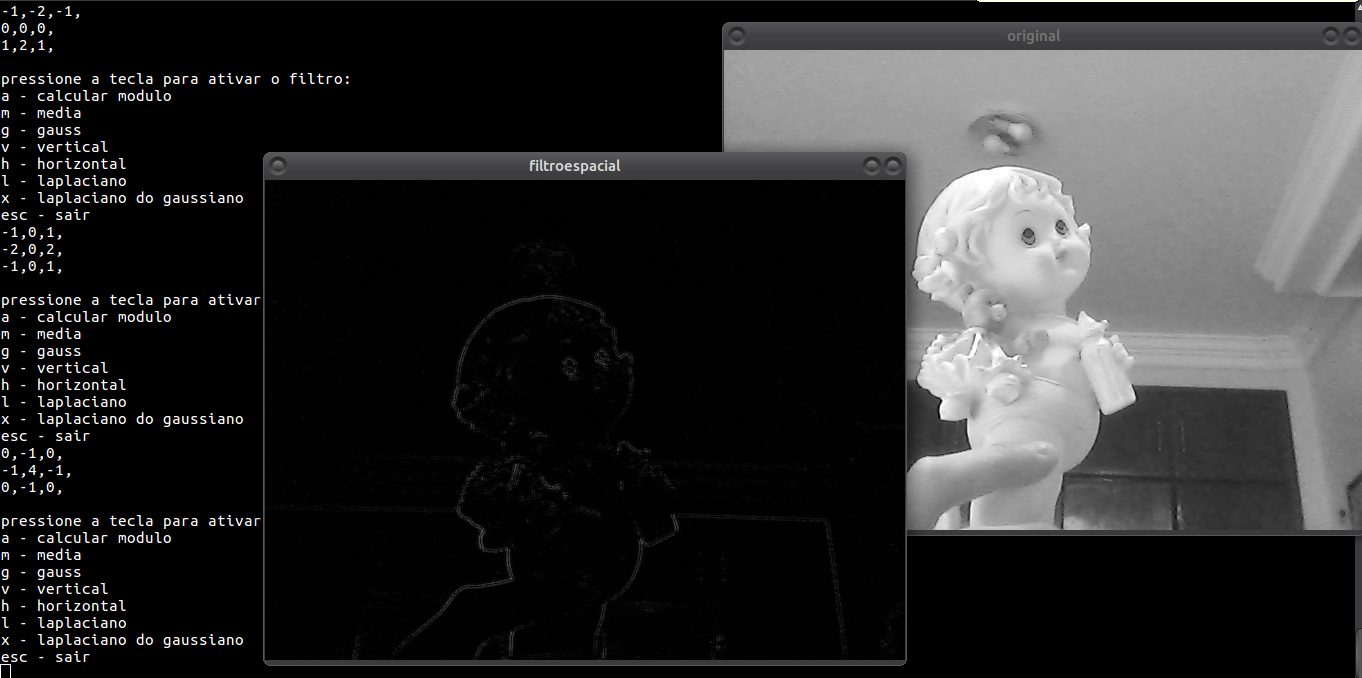 -1,-2,-1,
0,0,0,
1,2,1,
pressione a tecla para ativar o filtro:
a - calcular modulo
m - media
g - gauss
v - vertical
h - horizontal
l - laplaciano
x - laplaciano do gaussiano
esc - sair
-1,0,1,
-2,0,2,
-1,0,1,
pressione a tecla para ativar
a - calcular modulo
m - media
g - gauss
v - vertical
h - horizontal
l - laplaciano
x - laplaciano do gaussiano
esc - sair
0,-1,0,
-1,4,-1,
0,-1,0,
pressione a tecla para ativar
a - calcular modulo
m - media
g - gauss
v - vertical
h - horizontal
l - laplaciano
x - laplaciano do gaussiano
esc - sair
filtroespacial
original